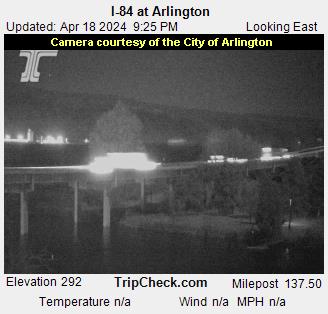 I-84 at Arlington
Updated: Apr 18 2024 9:25 PM Looking East
Camera courtesy of the City of Arlington
Elevation 292 TripCheck.com Milepost 137.50
Temperature n/a Wind n/a MPH n/a